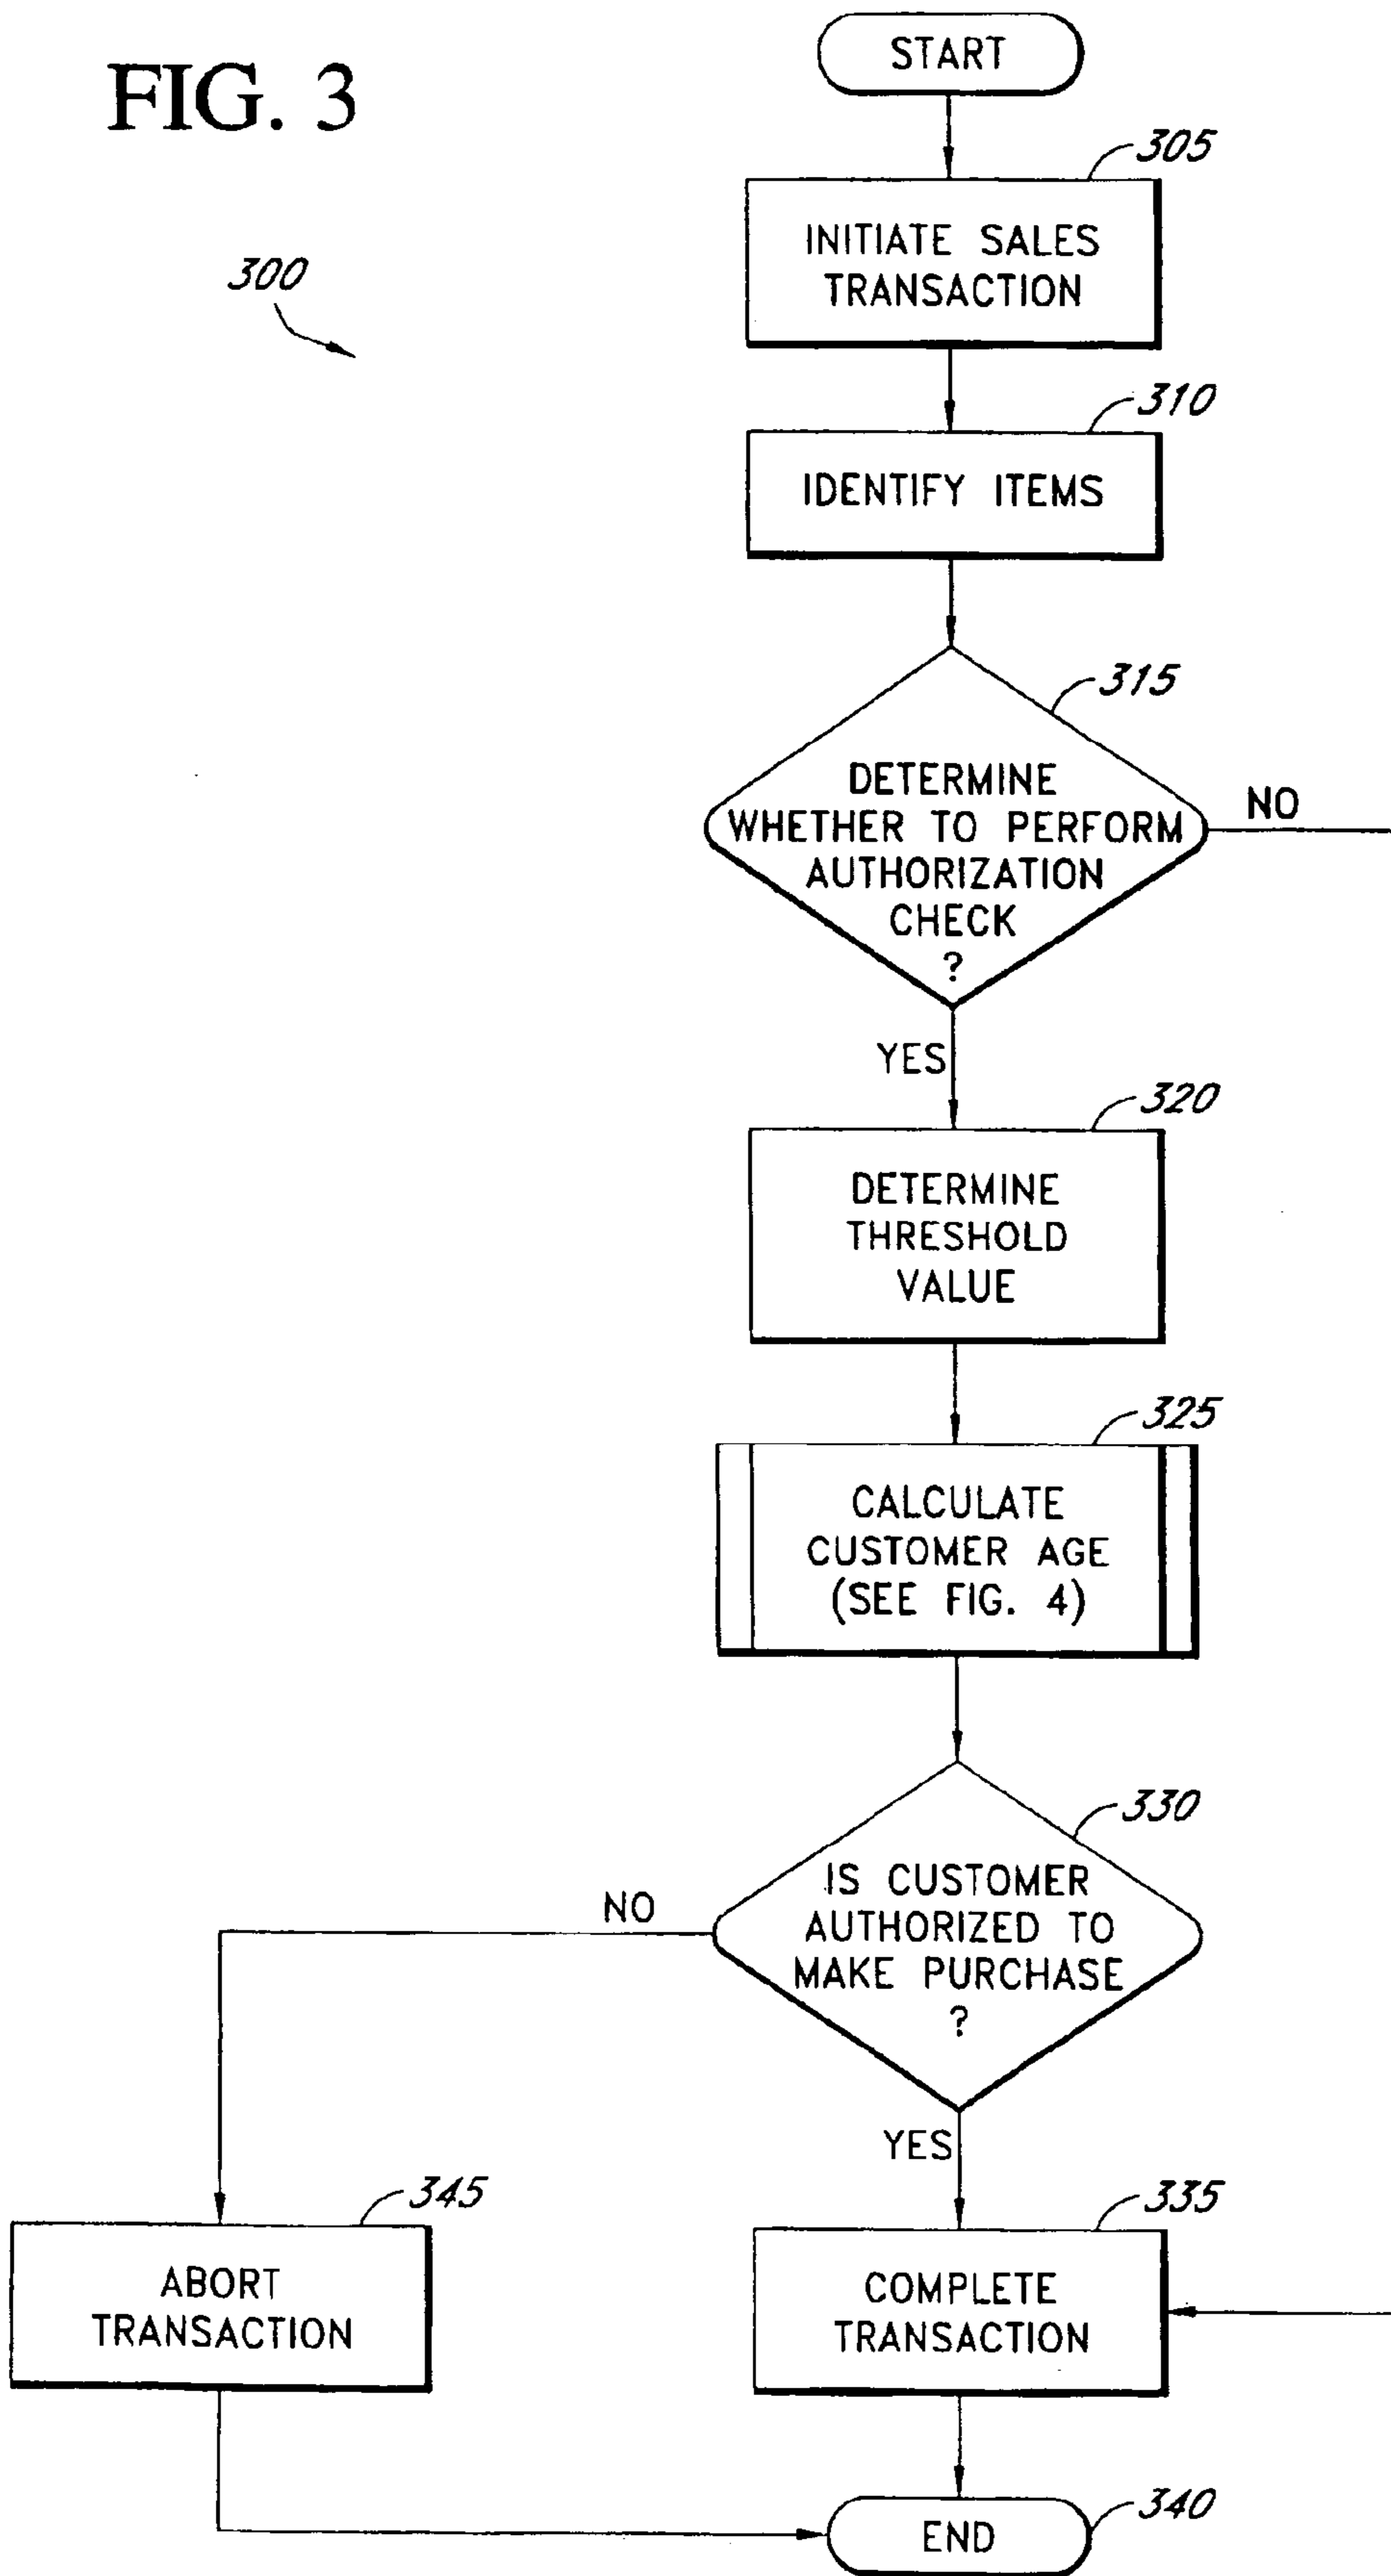 FIG. 3
START
305
INITIATE SALES
TRANSACTION
300
310
IDENTIFY ITEMS
315
DETERMINE
WHETHER TO PERFORM
AUTHORIZATION
CHECK
?
NO
YES
320
DETERMINE
THRESHOLD
VALUE
325
CALCULATE
CUSTOMER AGE
(SEE FIG. 4)
330
IS CUSTOMER
AUTHORIZED TO
MAKE PURCHASE
?
NO
YES
345
ABORT
TRANSACTION
335
COMPLETE
TRANSACTION
340
END